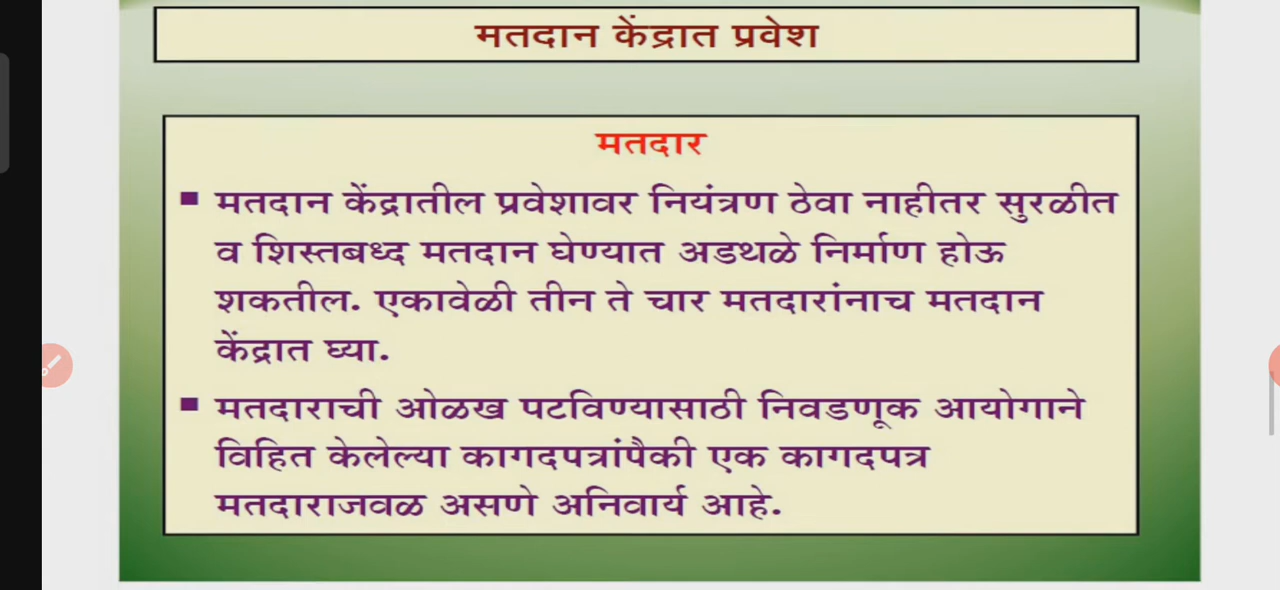 मतदान केंद्रात प्रवेश
मतदार
▪ मतदान केंद्रातील प्रवेशावर नियंत्रण ठेवा नाहीतर सुरळीत
व शिस्तबध्द मतदान घेण्यात अडथळे निर्माण होऊ
शकतील. एकावेळी तीन ते चार मतदारांनाच मतदान
केंद्रात घ्या.
▪ मतदाराची ओळख पटविण्यासाठी निवडणूक आयोगाने
विहित केलेल्या कागदपत्रांपैकी एक कागदपत्र
मतदाराजवळ असणे अनिवार्य आहे.